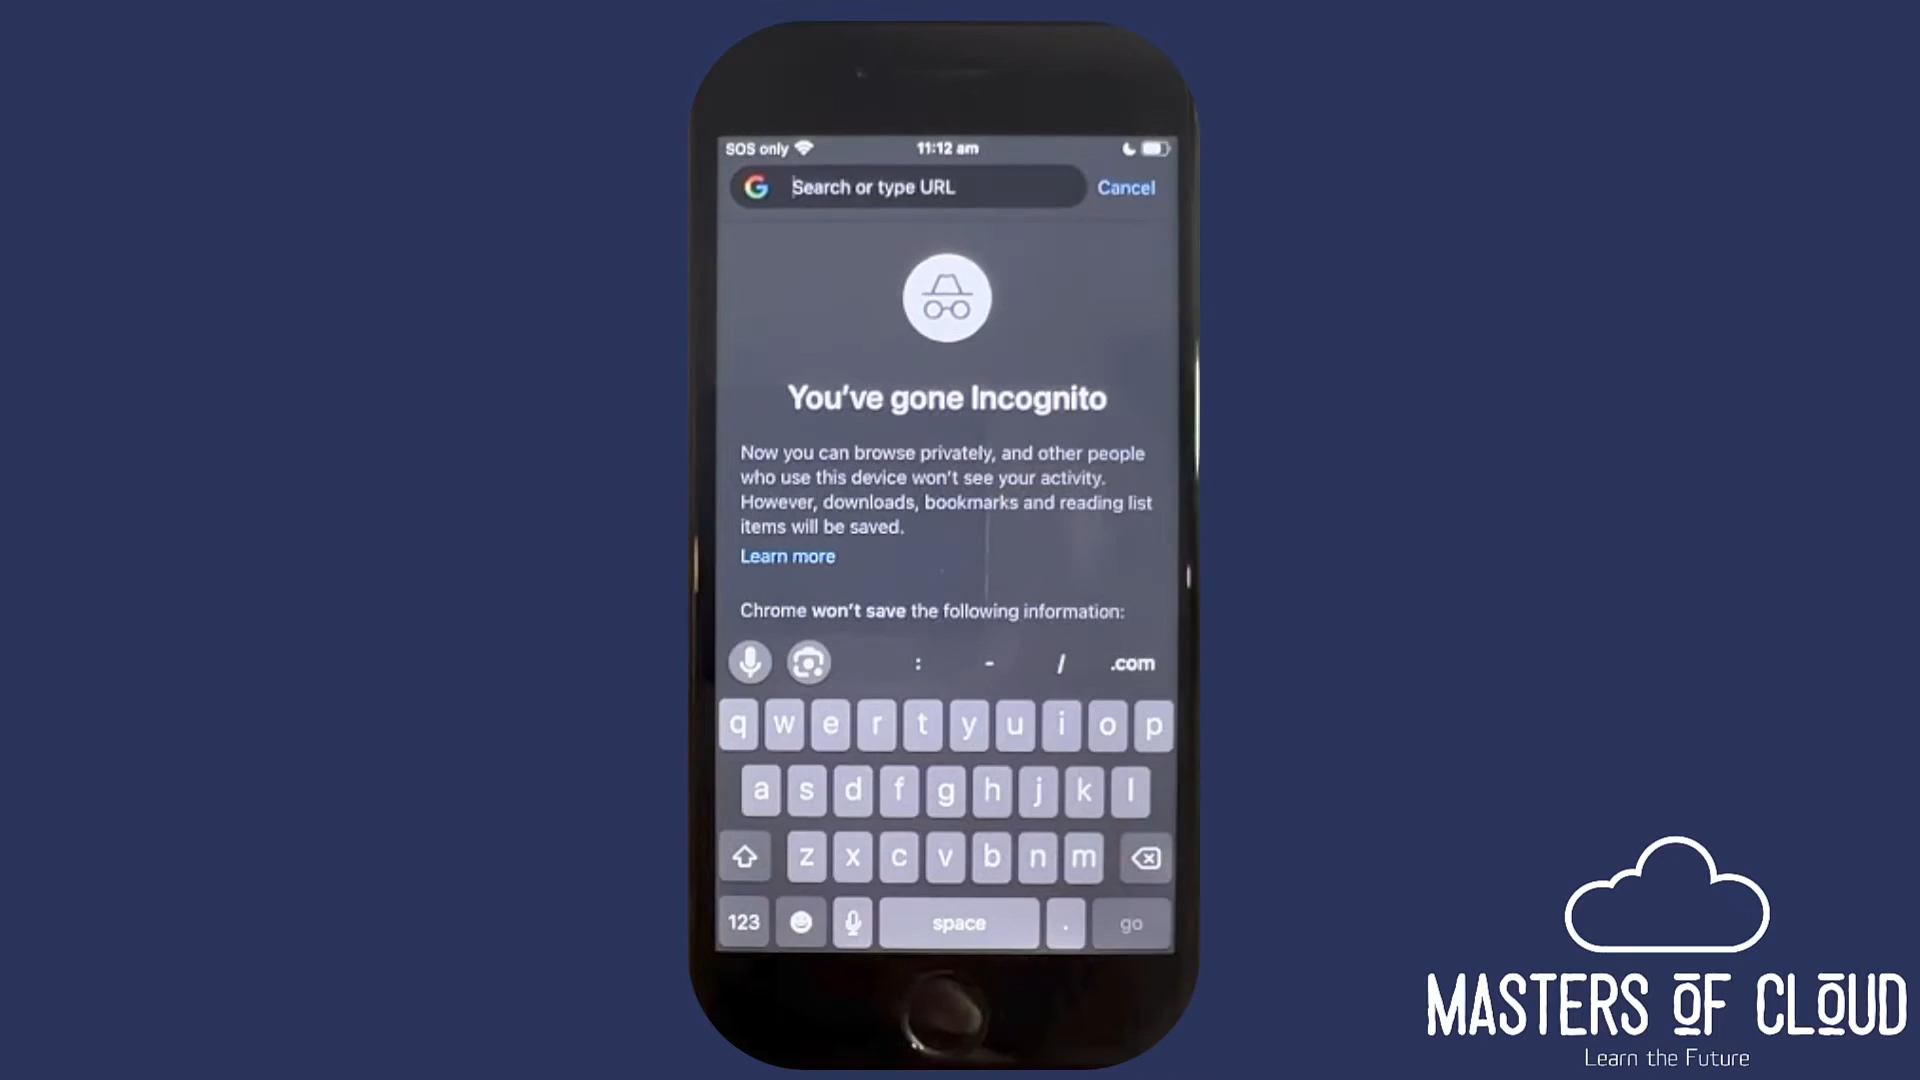 SOS only 11:12 am
Search or type URL Cancel
You've gone Incognito
Now you can browse privately, and other people
who use this device won't see your activity.
However, downloads, bookmarks and reading list
items will be saved.
Learn more
Chrome won't save the following information:
: - / .com
q w e r t y u i o p
a s d f g h j k l
z x c v b n m
123 space . go
MASTERS OF CLOUD
Learn the Future